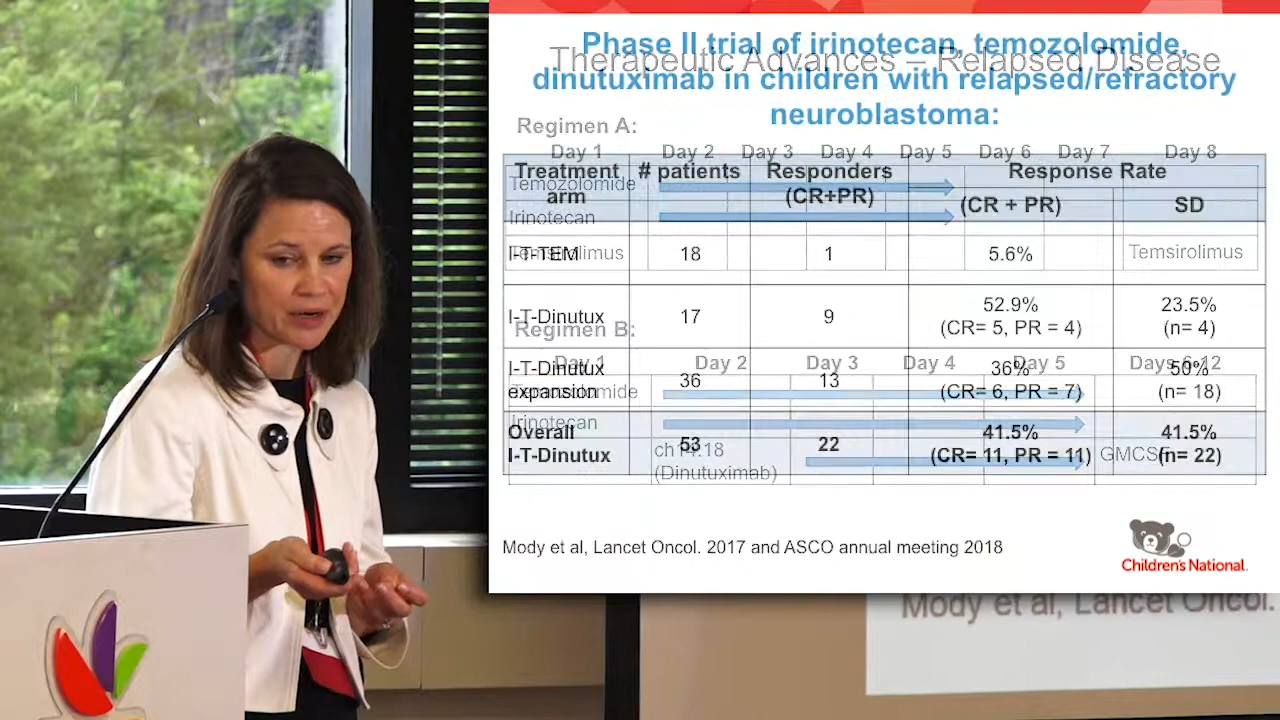 Phase II trial of irinotecan, temozolomide,
dinutuximab in children with relapsed/refractory
neuroblastoma:
Therapeutic Advances – Relapsed Disease
Regimen A:
Day 1 Day 2 Day 3 Day 4 Day 5 Day 6 Day 7 Day 8
Temozolomide
Irinotecan
Temsirolimus Temsirolimus
Regimen B:
Day 1 Day 2 Day 3 Day 4 Day 5 Days 6-12
Temozolomide
Irinotecan
ch14.18
(Dinutuximab)
GMCSF
Treatment
arm
# patients
Responders
(CR+PR)
Response Rate
(CR + PR) SD
I-T-TEM 18 1 5.6%
I-T-Dinutux 17 9 52.9%
(CR= 5, PR = 4)
23.5%
(n= 4)
I-T-Dinutux
expansion
36 13 36%
(CR= 6, PR = 7)
50%
(n= 18)
Overall
I-T-Dinutux
53 22 41.5%
(CR= 11, PR = 11)
41.5%
(n= 22)
Mody et al, Lancet Oncol. 2017 and ASCO annual meeting 2018
Children's National.
Mody et al, Lancet Oncol.